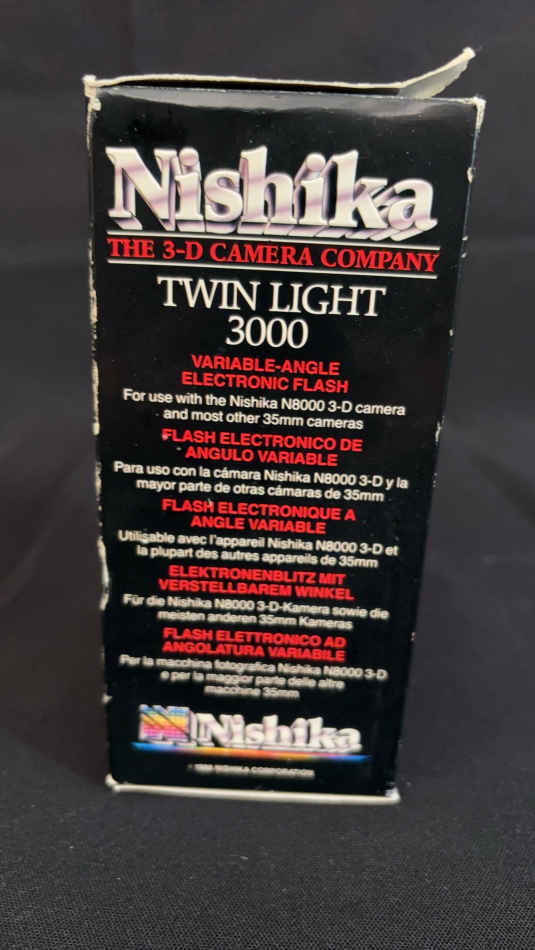 Nishika
THE 3-D CAMERA COMPANY
TWIN LIGHT
3000
VARIABLE-ANGLE
ELECTRONIC FLASH
For use with the Nishika N8000 3-D camera
and most other 35mm cameras
FLASH ELECTRONICO DE
ANGULO VARIABLE
Para uso con la cámara Nishika N8000 3-D y la
mayor parte de otras cámaras de 35mm
FLASH ELECTRONIQUE A
ANGLE VARIABLE
Utilisable avec l'appareil Nishika N8000 3-D et
la plupart des autres appareils de 35mm
ELEKTRONENBLITZ MIT
VERSTELLBAREM WINKEL
Für die Nishika N8000 3-D-Kamera sowie die
meisten anderen 35mm Kameras
FLASH ELETTRONICO AD
ANGOLATURA VARIABILE
Per la macchina fotografica Nishika N8000 3-D
e per la maggior parte delle altre
macchine 35mm
Nishika
NISHIKA CORPORATION